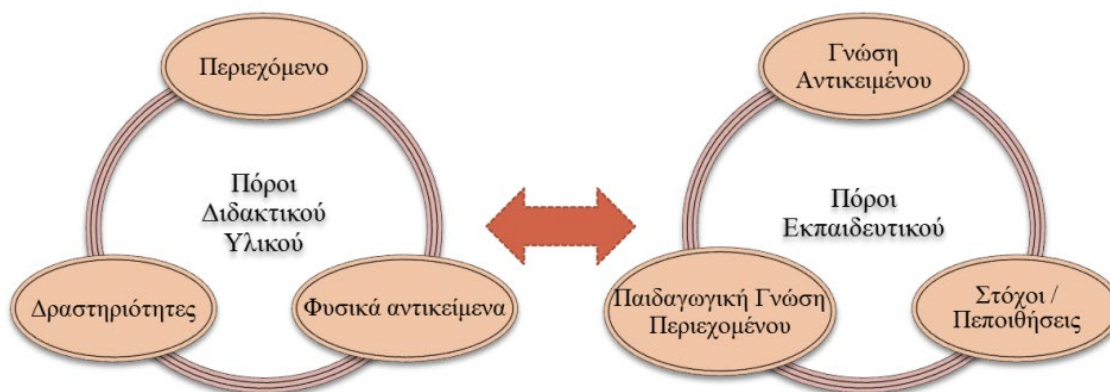 Περιεχόμενο
Πόροι
Διδακτικού
Υλικού
Δραστηριότητες
Φυσικά αντικείμενα
Γνώση
Αντικειμένου
Πόροι
Εκπαιδευτικού
Παιδαγωγική Γνώση
Περιεχομένου
Στόχοι /
Πεποιθήσεις